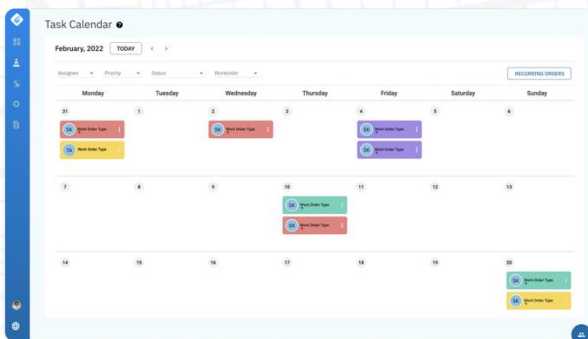 Task Calendar ?
February, 2022 TODAY < >
Assignee Priority Status Workorder RECURRING ORDERS
Monday Tuesday Wednesday Thursday Friday Saturday Sunday
31 1 2 3 4 5 6
SK Work Order Type SK Work Order Type SK Work Order Type
SK Work Order Type SK Work Order Type
7 8 9 10 11 12 13
SK Work Order Type
SK Work Order Type
14 15 16 17 18 19 20
SK Work Order Type
SK Work Order Type